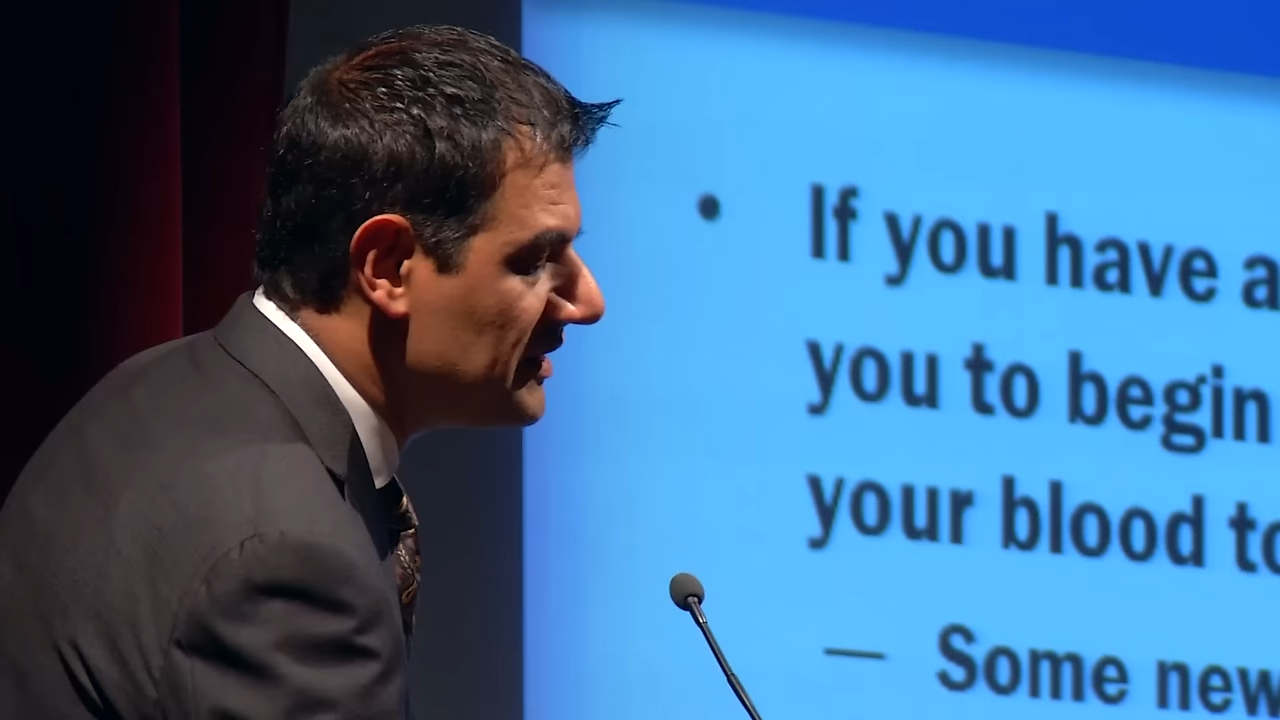 • If you have a
you to begin
your blood to
— Some new